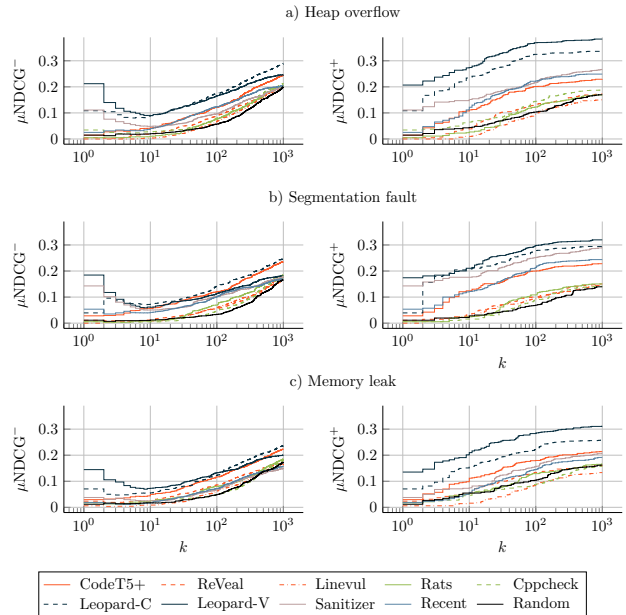 a) Heap overflow
μNDCG⁻
0.3
0.2
0.1
0
10⁰ 10¹ 10² 10³
μNDCG⁺
0.3
0.2
0.1
0
10⁰ 10¹ 10² 10³
b) Segmentation fault
μNDCG⁻
0.3
0.2
0.1
0
10⁰ 10¹ 10² 10³
μNDCG⁺
0.3
0.2
0.1
0
10⁰ 10¹ 10² 10³
k
c) Memory leak
μNDCG⁻
0.3
0.2
0.1
0
10⁰ 10¹ 10² 10³
k
μNDCG⁺
0.3
0.2
0.1
0
10⁰ 10¹ 10² 10³
k
CodeT5+ ReVeal Linevul Rats Cppcheck
Leopard-C Leopard-V Sanitizer Recent Random